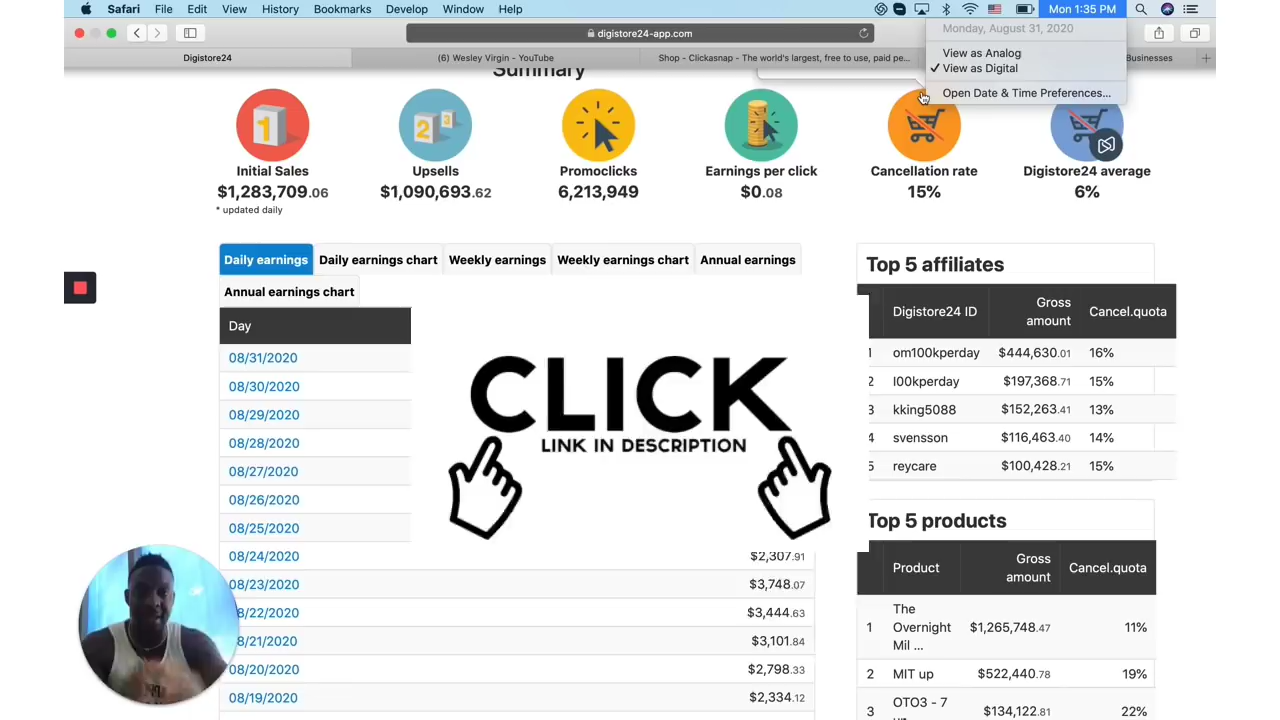 Safari File Edit View History Bookmarks Develop Window Help Mon 1:35 PM
Monday, August 31, 2020
View as Analog
✓ View as Digital
Open Date & Time Preferences...
digistore24-app.com
Digistore24 (6) Wesley Virgin - YouTube Shop - Clickasnap - The world's largest, free to use, paid pe... Businesses
Summary
Initial Sales Upsells Promoclicks Earnings per click Cancellation rate Digistore24 average
$1,283,709.06 $1,090,693.62 6,213,949 $0.08 15% 6%
* updated daily
Daily earnings Daily earnings chart Weekly earnings Weekly earnings chart Annual earnings
Annual earnings chart
Day
08/31/2020
08/30/2020
08/29/2020
08/28/2020
08/27/2020
08/26/2020
08/25/2020
08/24/2020 $2,307.91
08/23/2020 $3,748.07
8/22/2020 $3,444.63
8/21/2020 $3,101.84
08/20/2020 $2,798.33
08/19/2020 $2,334.12
CLICK
LINK IN DESCRIPTION
Top 5 affiliates
Digistore24 ID Gross amount Cancel.quota
1 om100kperday $444,630.01 16%
2 l00kperday $197,368.71 15%
3 kking5088 $152,263.41 13%
4 svensson $116,463.40 14%
5 reycare $100,428.21 15%
Top 5 products
Product Gross amount Cancel.quota
1 The Overnight Mil ... $1,265,748.47 11%
2 MIT up $522,440.78 19%
3 OTO3 - 7 $134,122.81 22%